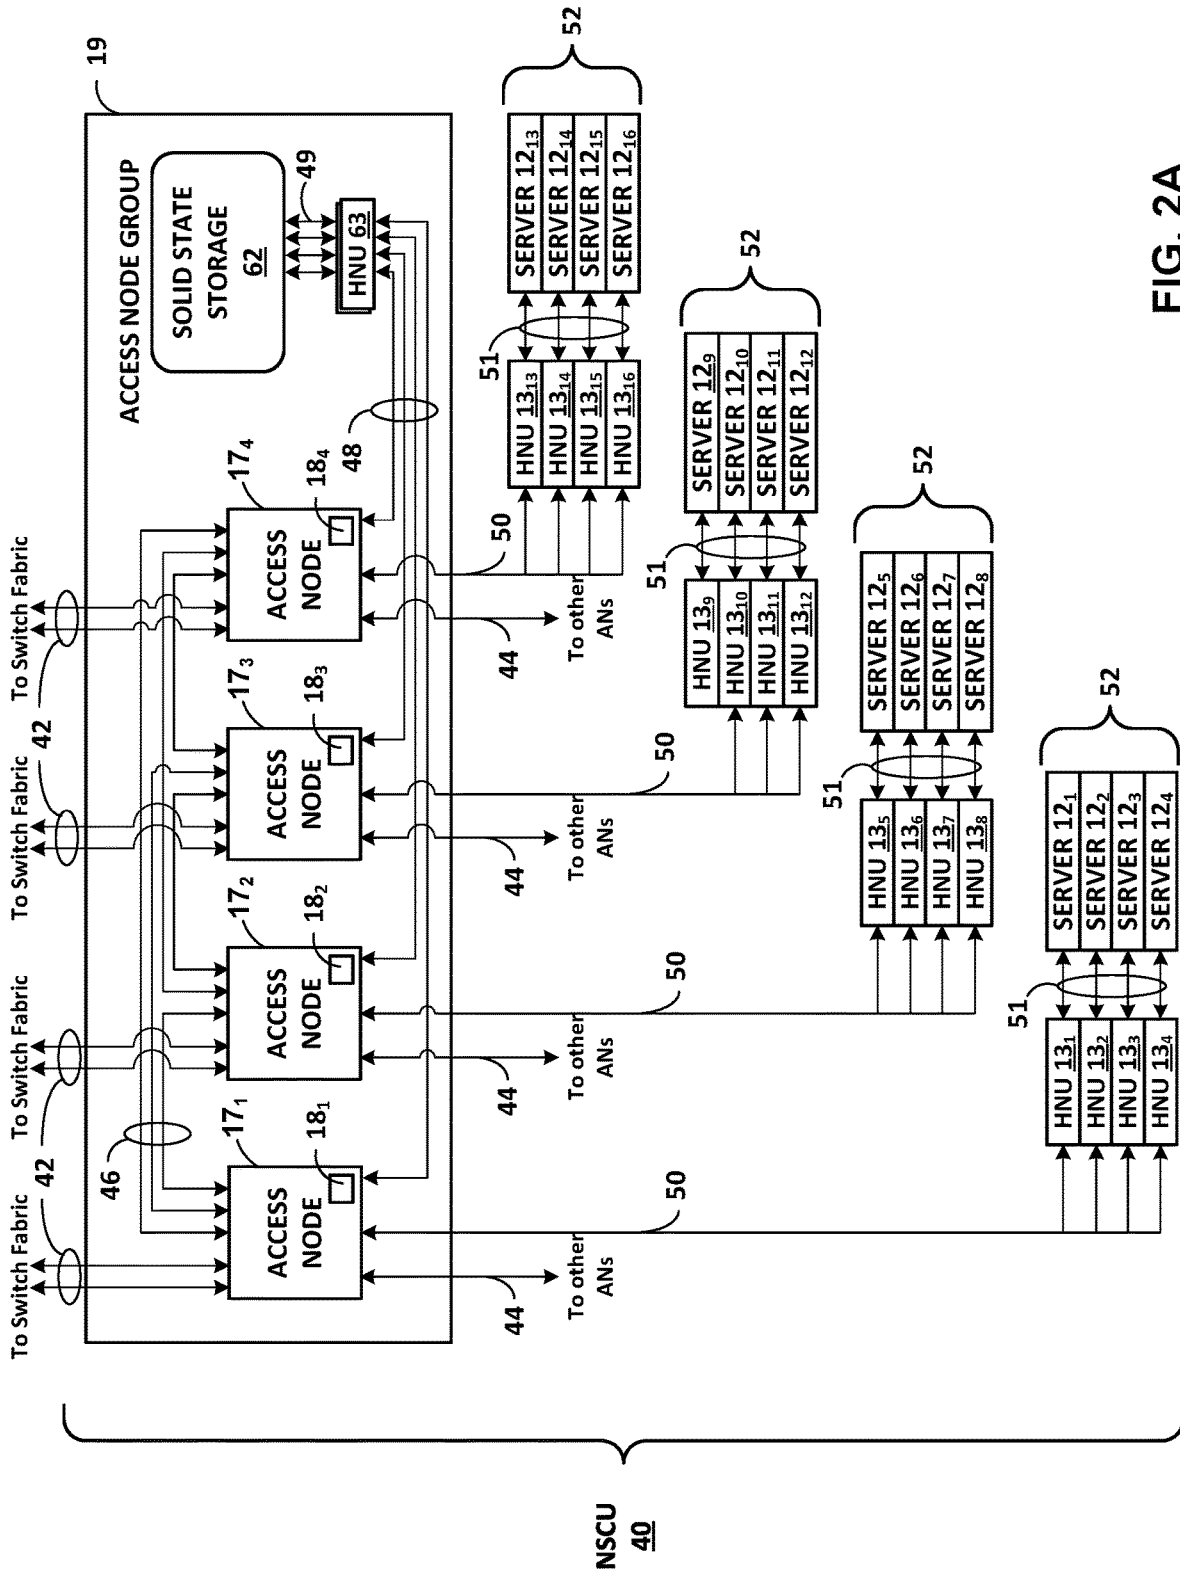 To Switch Fabric
To Switch Fabric
To Switch Fabric
To Switch Fabric
42
42
19
46
ACCESS NODE GROUP
17₁
ACCESS
NODE
18₁
17₂
ACCESS
NODE
18₂
17₃
ACCESS
NODE
18₃
17₄
ACCESS
NODE
18₄
SOLID STATE
STORAGE
62
49
HNU 63
48
44
To other
ANs
50
44
To other
ANs
50
44
To other
ANs
50
44
To other
ANs
50
51
52
HNU 13₁₃
HNU 13₁₄
HNU 13₁₅
HNU 13₁₆
SERVER 12₁₃
SERVER 12₁₄
SERVER 12₁₅
SERVER 12₁₆
51
52
HNU 13₉
HNU 13₁₀
HNU 13₁₁
HNU 13₁₂
SERVER 12₉
SERVER 12₁₀
SERVER 12₁₁
SERVER 12₁₂
51
52
HNU 13₅
HNU 13₆
HNU 13₇
HNU 13₈
SERVER 12₅
SERVER 12₆
SERVER 12₇
SERVER 12₈
51
52
HNU 13₁
HNU 13₂
HNU 13₃
HNU 13₄
SERVER 12₁
SERVER 12₂
SERVER 12₃
SERVER 12₄
NSCU
40
FIG. 2A